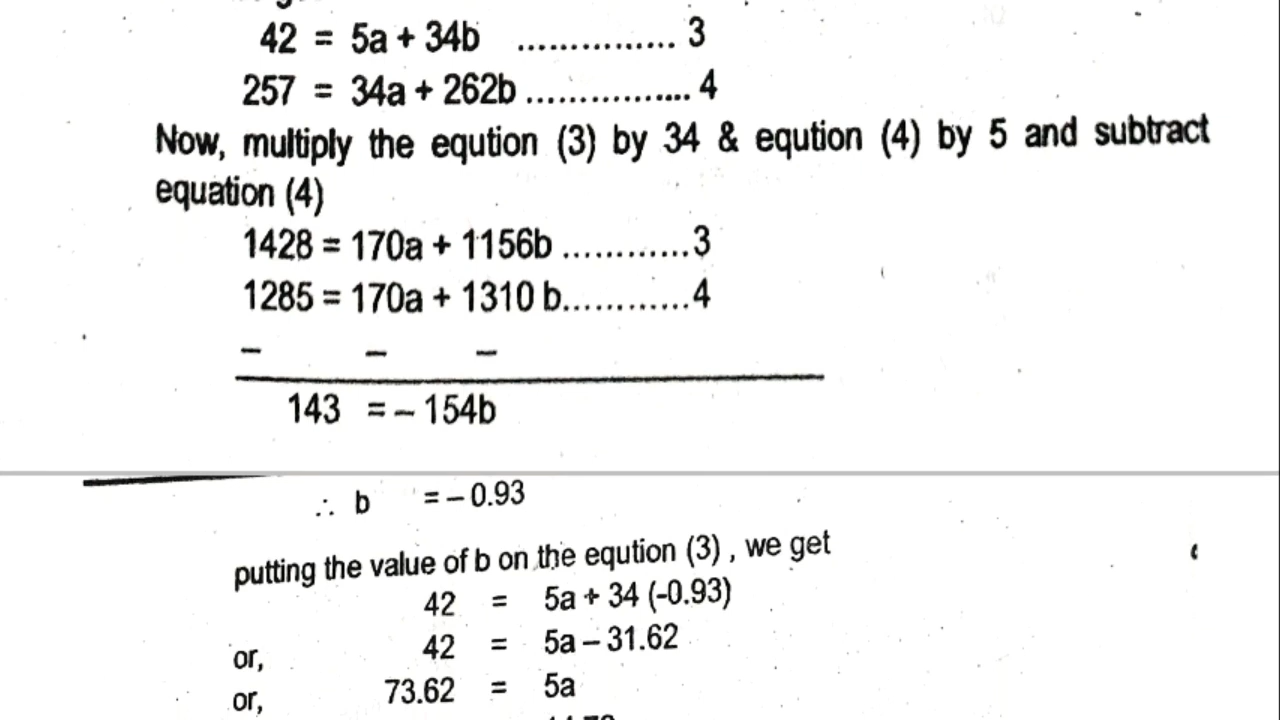 42 = 5a + 34b ............... 3
257 = 34a + 262b ................ 4
Now, multiply the eqution (3) by 34 & eqution (4) by 5 and subtract
equation (4)
1428 = 170a + 1156b ............3
1285 = 170a + 1310 b............4
– – –
143 = – 154b
∴ b = – 0.93
putting the value of b on the eqution (3) , we get
42 = 5a + 34 (-0.93)
or, 42 = 5a – 31.62
or, 73.62 = 5a